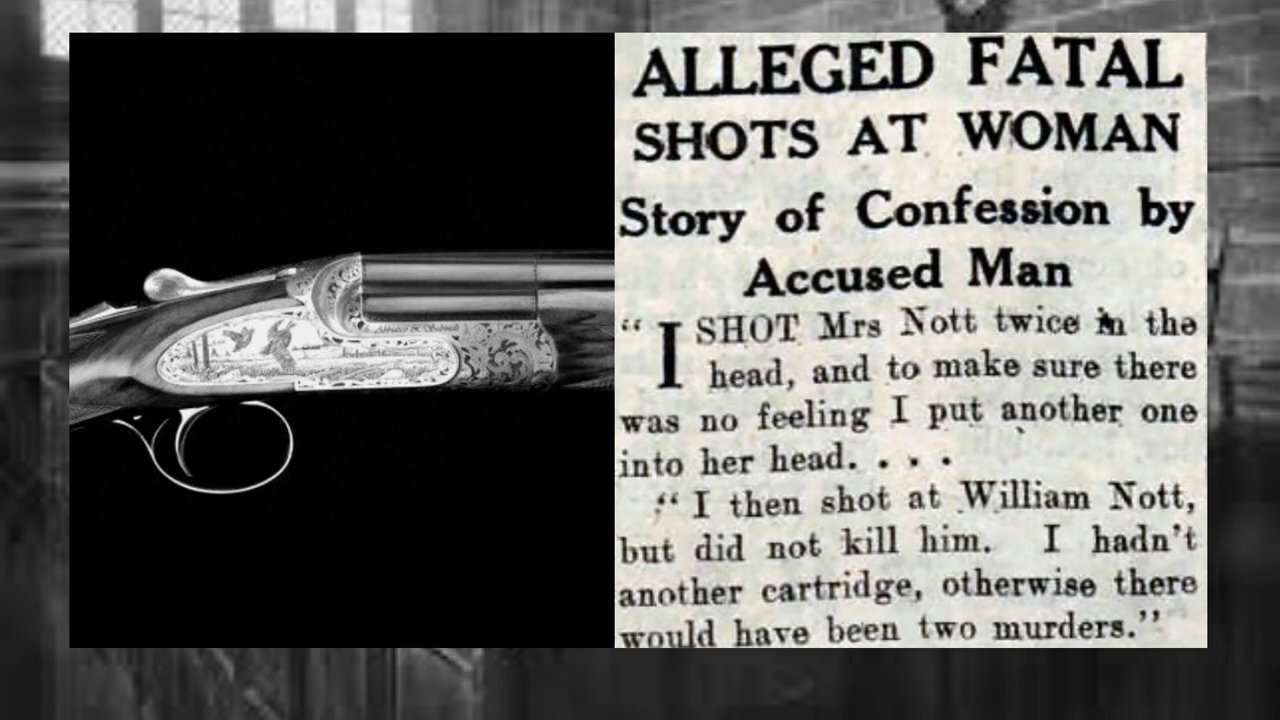 ALLEGED FATAL
SHOTS AT WOMAN
Story of Confession by
Accused Man
“I SHOT Mrs Nott twice in the
head, and to make sure there
was no feeling I put another one
into her head. . . .
“I then shot at William Nott,
but did not kill him. I hadn't
another cartridge, otherwise there
would have been two murders.”